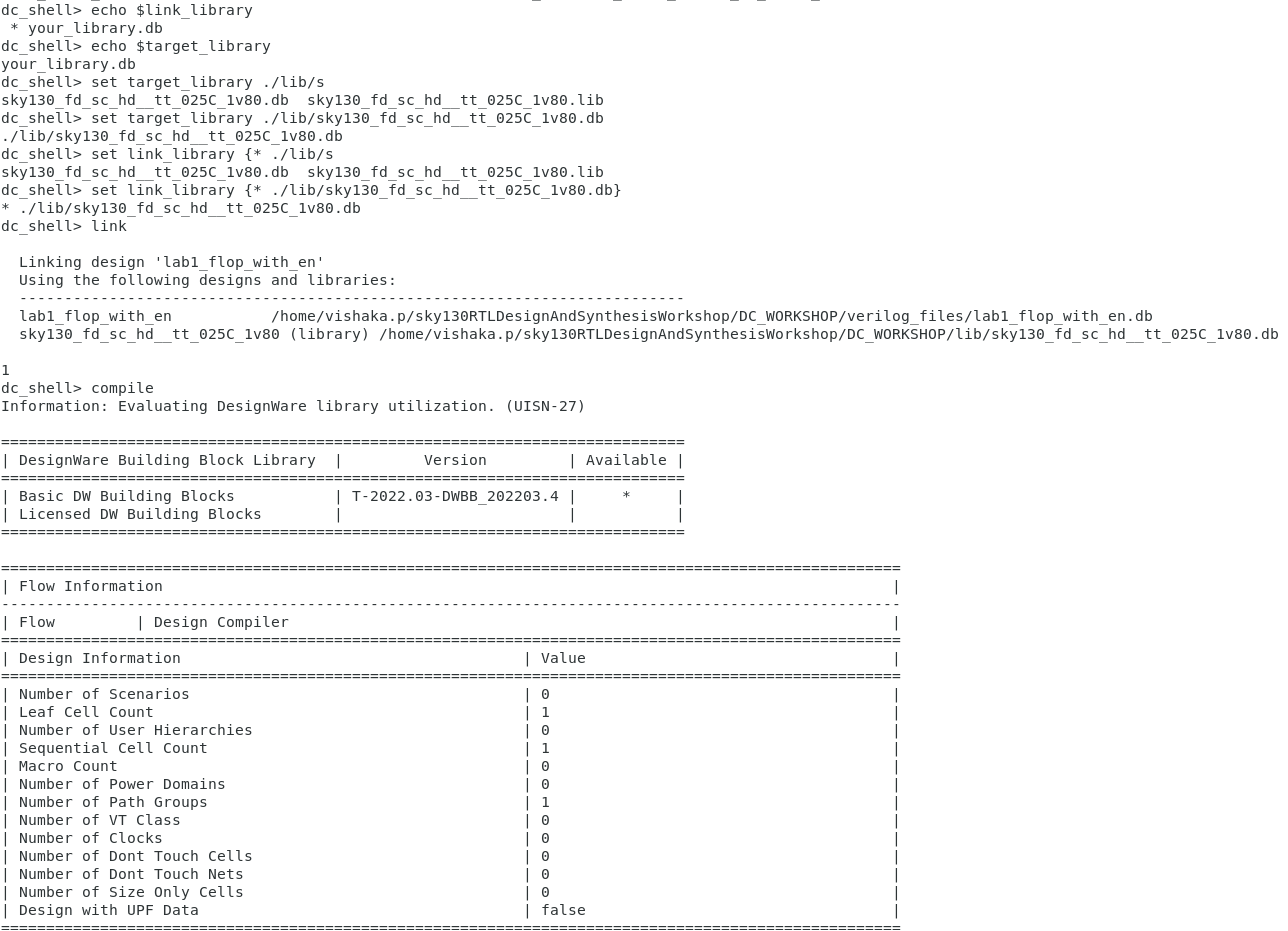 dc_shell> echo $link_library
 * your_library.db
dc_shell> echo $target_library
your_library.db
dc_shell> set target_library ./lib/s
sky130_fd_sc_hd__tt_025C_1v80.db  sky130_fd_sc_hd__tt_025C_1v80.lib
dc_shell> set target_library ./lib/sky130_fd_sc_hd__tt_025C_1v80.db
./lib/sky130_fd_sc_hd__tt_025C_1v80.db
dc_shell> set link_library {* ./lib/s
sky130_fd_sc_hd__tt_025C_1v80.db  sky130_fd_sc_hd__tt_025C_1v80.lib
dc_shell> set link_library {* ./lib/sky130_fd_sc_hd__tt_025C_1v80.db}
* ./lib/sky130_fd_sc_hd__tt_025C_1v80.db
dc_shell> link
  Linking design 'lab1_flop_with_en'
  Using the following designs and libraries:
  --------------------------------------------------------------------------
  lab1_flop_with_en           /home/vishaka.p/sky130RTLDesignAndSynthesisWorkshop/DC_WORKSHOP/verilog_files/lab1_flop_with_en.db
  sky130_fd_sc_hd__tt_025C_1v80 (library) /home/vishaka.p/sky130RTLDesignAndSynthesisWorkshop/DC_WORKSHOP/lib/sky130_fd_sc_hd__tt_025C_1v80.db
1
dc_shell> compile
Information: Evaluating DesignWare library utilization. (UISN-27)
============================================================================
| DesignWare Building Block Library  |         Version         | Available |
============================================================================
| Basic DW Building Blocks           | T-2022.03-DWBB_202203.4 |     *     |
| Licensed DW Building Blocks        |                         |           |
============================================================================
====================================================================================================
| Flow Information                                                                                 |
----------------------------------------------------------------------------------------------------
| Flow         | Design Compiler                                                                   |
====================================================================================================
| Design Information                                      | Value                                  |
====================================================================================================
| Number of Scenarios                                     | 0                                      |
| Leaf Cell Count                                         | 1                                      |
| Number of User Hierarchies                              | 0                                      |
| Sequential Cell Count                                   | 1                                      |
| Macro Count                                             | 0                                      |
| Number of Power Domains                                 | 0                                      |
| Number of Path Groups                                   | 1                                      |
| Number of VT Class                                      | 0                                      |
| Number of Clocks                                        | 0                                      |
| Number of Dont Touch Cells                              | 0                                      |
| Number of Dont Touch Nets                               | 0                                      |
| Number of Size Only Cells                               | 0                                      |
| Design with UPF Data                                    | false                                  |
====================================================================================================